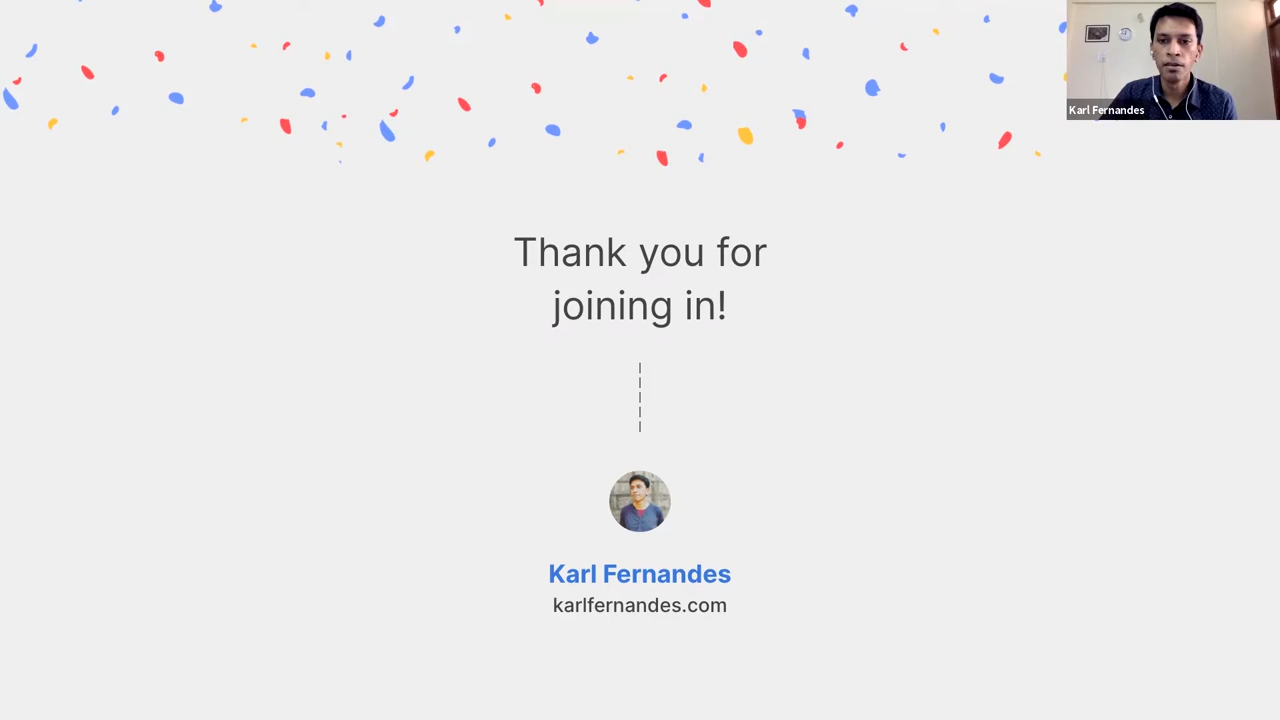 Karl Fernandes
Thank you for
joining in!
Karl Fernandes
karlfernandes.com